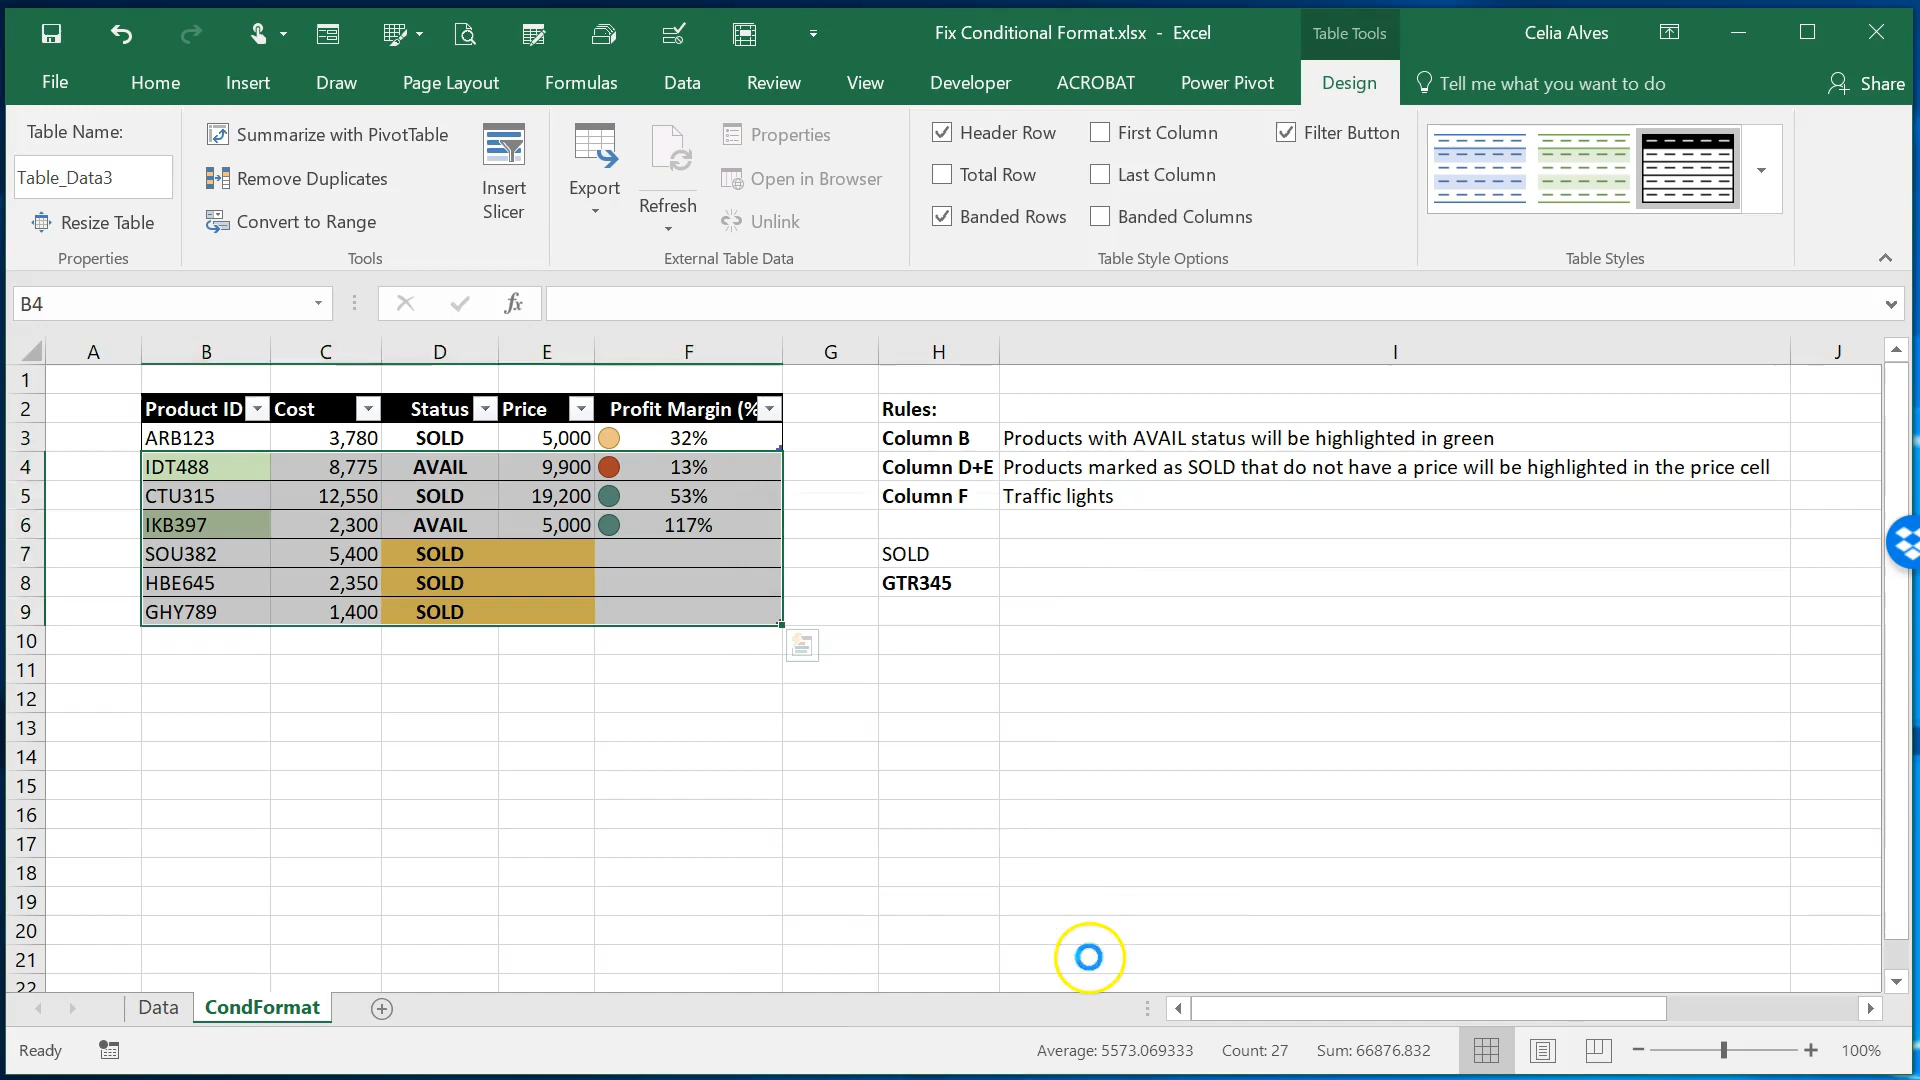 Fix Conditional Format.xlsx - Excel
Table Tools
Celia Alves
File Home Insert Draw Page Layout Formulas Data Review View Developer ACROBAT Power Pivot Design Tell me what you want to do Share
Table Name:
Table_Data3
Resize Table
Properties
Summarize with PivotTable
Remove Duplicates
Convert to Range
Tools
Insert
Slicer
Export
Refresh
Properties
Open in Browser
Unlink
External Table Data
Header Row
First Column
Filter Button
Total Row
Last Column
Banded Rows
Banded Columns
Table Style Options
Table Styles
B4
fx
A B C D E F G H I J
1
2 Product ID Cost Status Price Profit Margin (% Rules:
3 ARB123 3,780 SOLD 5,000 32% Column B Products with AVAIL status will be highlighted in green
4 IDT488 8,775 AVAIL 9,900 13% Column D+E Products marked as SOLD that do not have a price will be highlighted in the price cell
5 CTU315 12,550 SOLD 19,200 53% Column F Traffic lights
6 IKB397 2,300 AVAIL 5,000 117%
7 SOU382 5,400 SOLD SOLD
8 HBE645 2,350 SOLD GTR345
9 GHY789 1,400 SOLD
10
11
12
13
14
15
16
17
18
19
20
21
22
Data CondFormat
Ready
Average: 5573.069333 Count: 27 Sum: 66876.832
100%